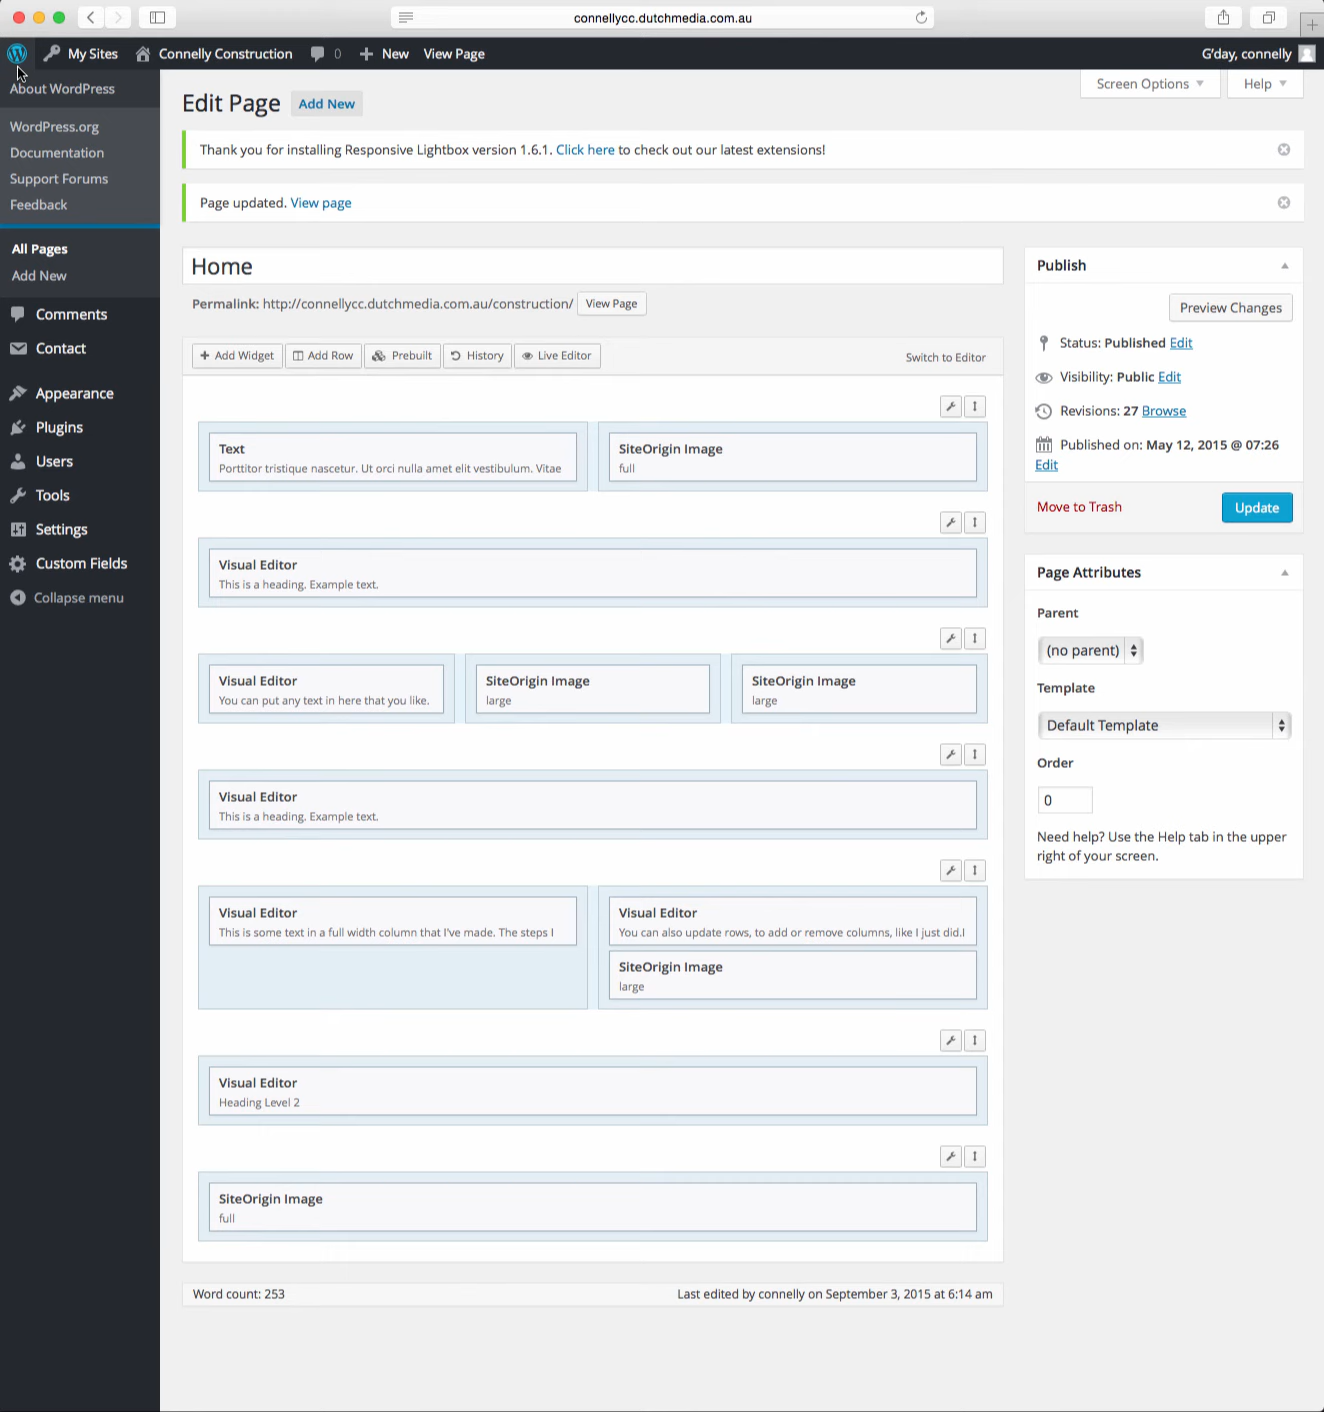 connellycc.dutchmedia.com.au
My Sites
Connelly Construction
0
New
View Page
G'day, connelly
About WordPress
WordPress.org
Documentation
Support Forums
Feedback
All Pages
Add New
Comments
Contact
Appearance
Plugins
Users
Tools
Settings
Custom Fields
Collapse menu
Screen Options
Help
Edit Page
Add New
Thank you for installing Responsive Lightbox version 1.6.1. Click here to check out our latest extensions!
Page updated. View page
Home
Permalink: http://connellycc.dutchmedia.com.au/construction/
View Page
Add Widget
Add Row
Prebuilt
History
Live Editor
Switch to Editor
Text
Porttitor tristique nascetur. Ut orci nulla amet elit vestibulum. Vitae
SiteOrigin Image
full
Visual Editor
This is a heading. Example text.
Visual Editor
You can put any text in here that you like.
SiteOrigin Image
large
SiteOrigin Image
large
Visual Editor
This is a heading. Example text.
Visual Editor
This is some text in a full width column that I've made. The steps I
Visual Editor
You can also update rows, to add or remove columns, like I just did.I
SiteOrigin Image
large
Visual Editor
Heading Level 2
SiteOrigin Image
full
Word count: 253
Last edited by connelly on September 3, 2015 at 6:14 am
Publish
Preview Changes
Status: Published Edit
Visibility: Public Edit
Revisions: 27 Browse
Published on: May 12, 2015 @ 07:26
Edit
Move to Trash
Update
Page Attributes
Parent
(no parent)
Template
Default Template
Order
0
Need help? Use the Help tab in the upper
right of your screen.